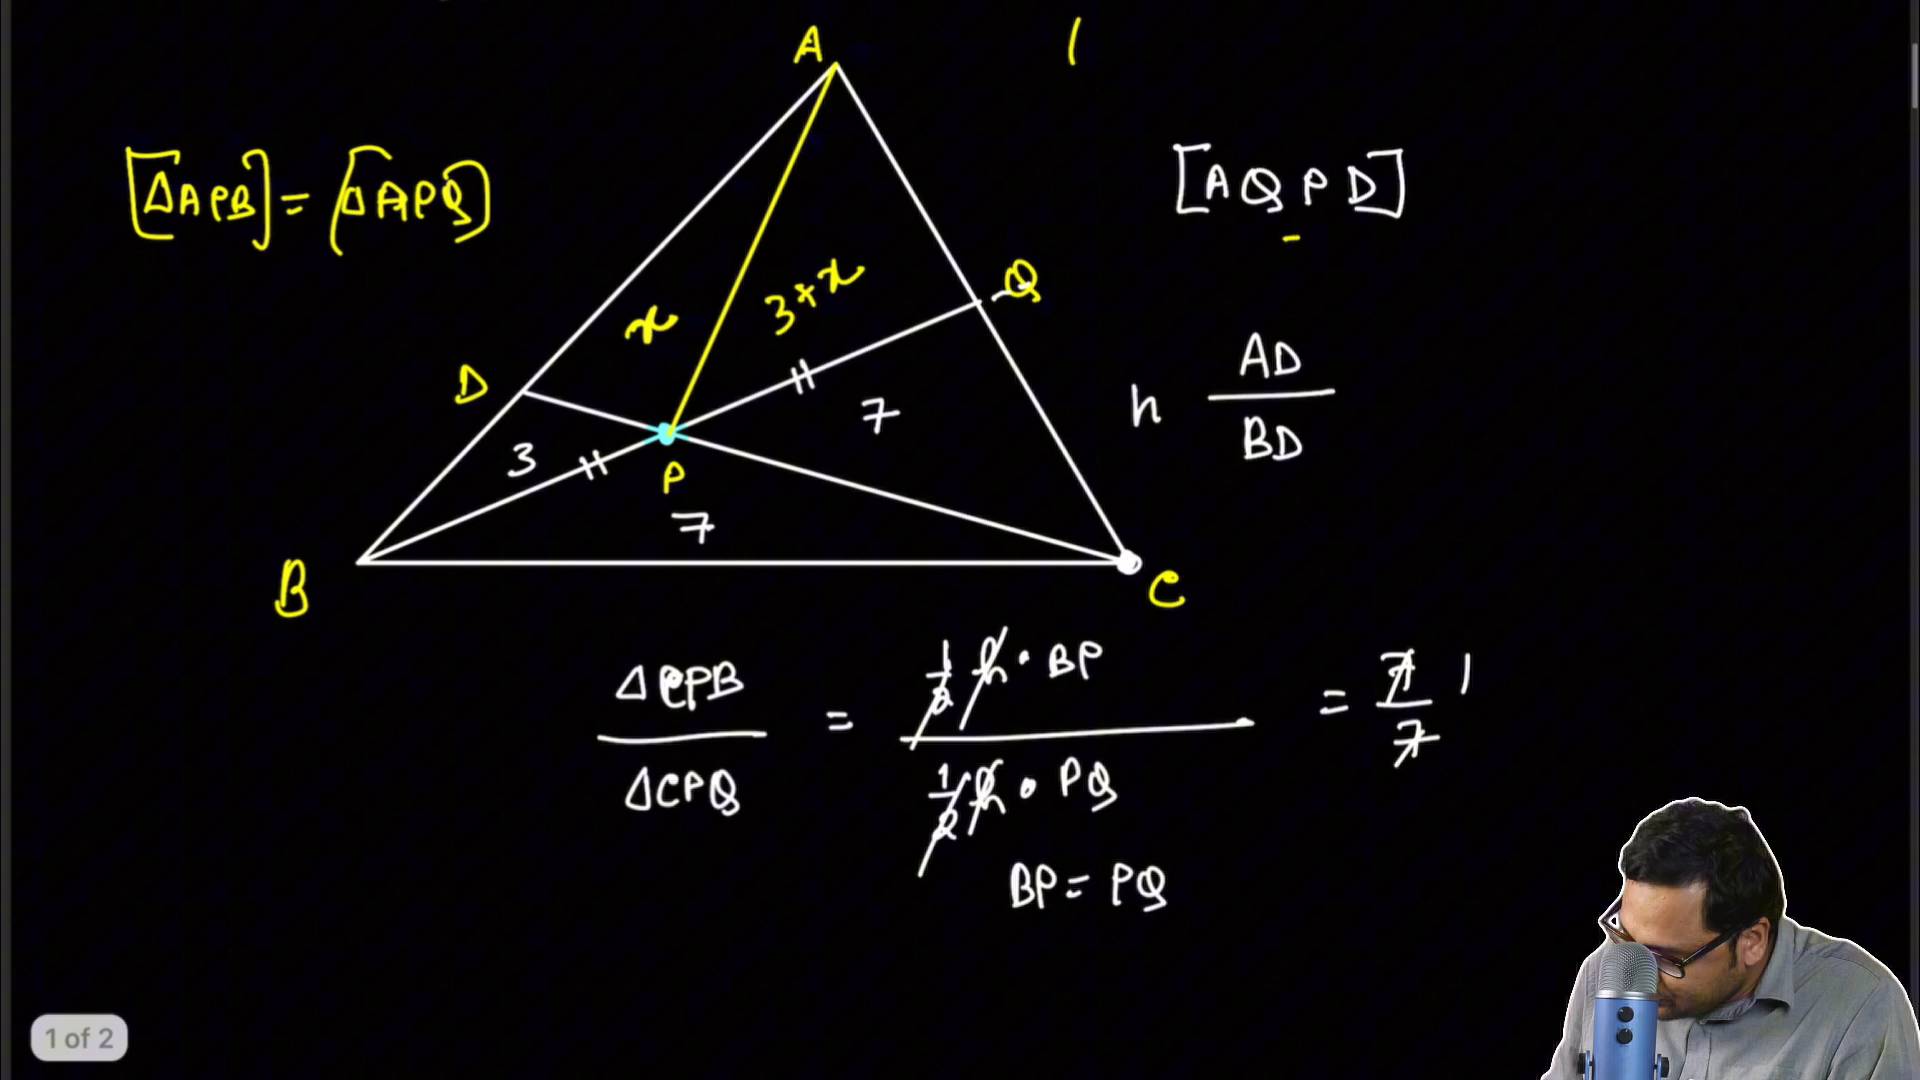 A
[ΔAPB] = [ΔAPQ]
[AQPD]
Q
x
3+x
D
3
7
h AD/BD
P
7
B
C
ΔCPB/ΔCPQ = (1/2 h · BP)/(1/2 h · PQ) = 7/7 1
BP = PQ
1 of 2